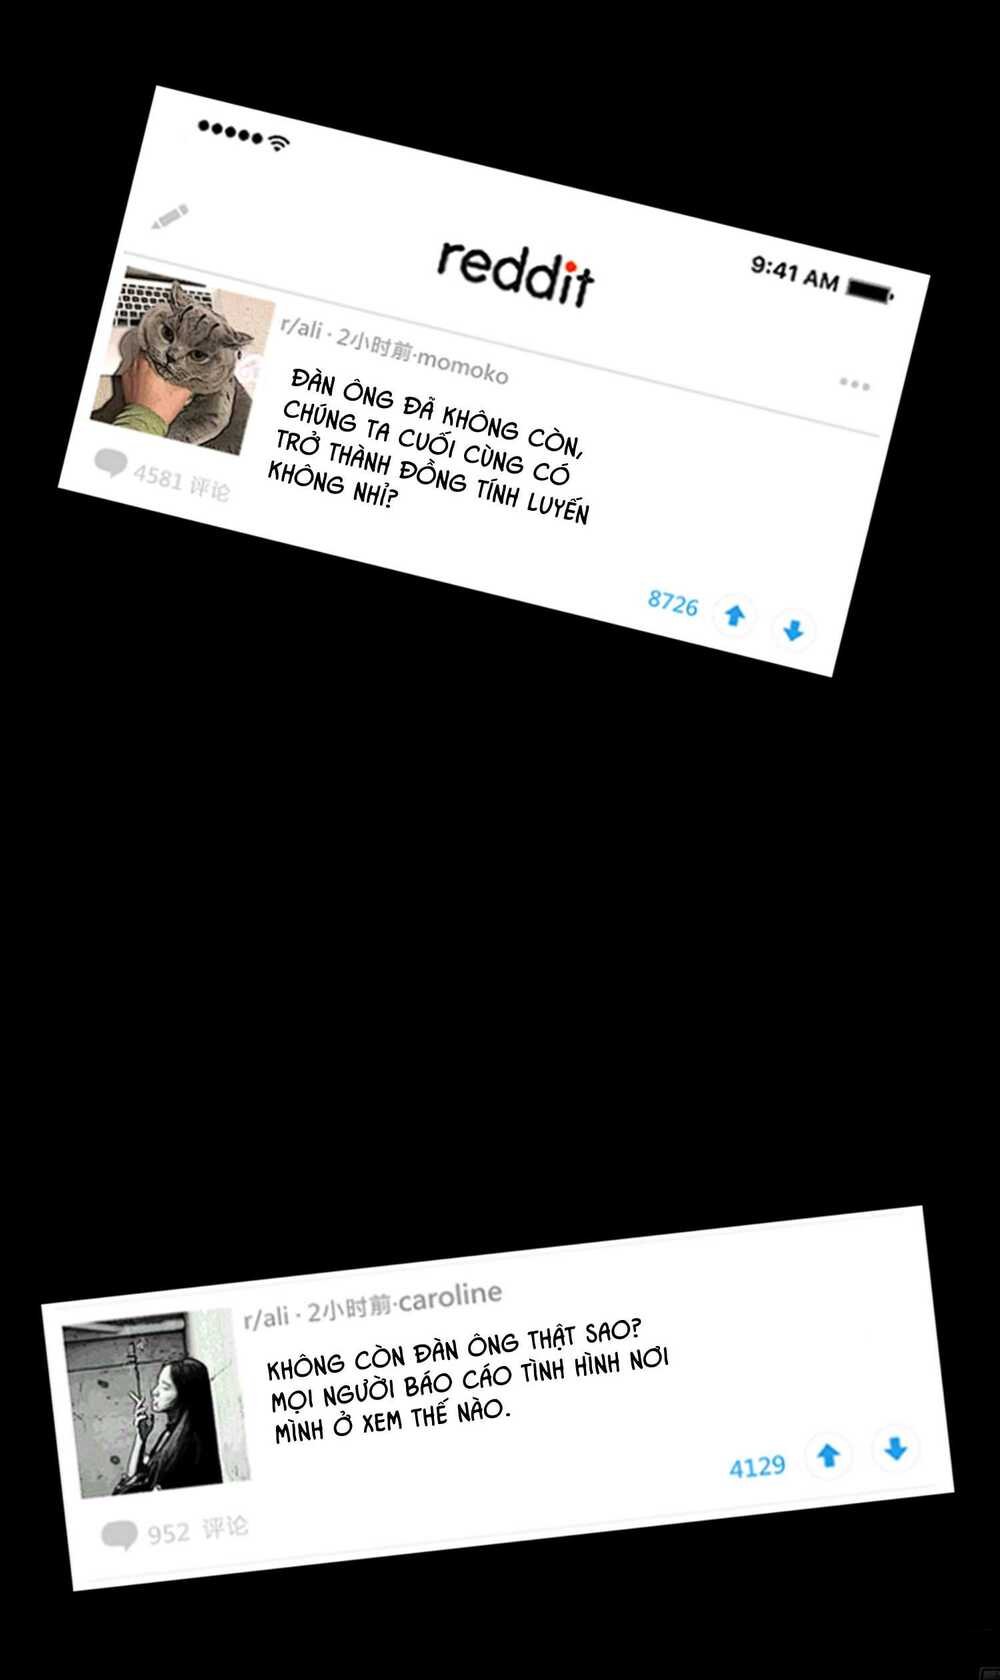 9:41 AM
reddit
r/ali · 2小时前·momoko
ĐÀN ÔNG ĐÃ KHÔNG CÒN,
CHÚNG TA CUỐI CÙNG CÓ
TRỞ THÀNH ĐỒNG TÍNH LUYẾN
KHÔNG NHỈ?
4581 评论
8726
r/ali · 2小时前·caroline
KHÔNG CÒN ĐÀN ÔNG THẬT SAO?
MỌI NGƯỜI BÁO CÁO TÌNH HÌNH NƠI
MÌNH Ở XEM THẾ NÀO.
4129
952 评论